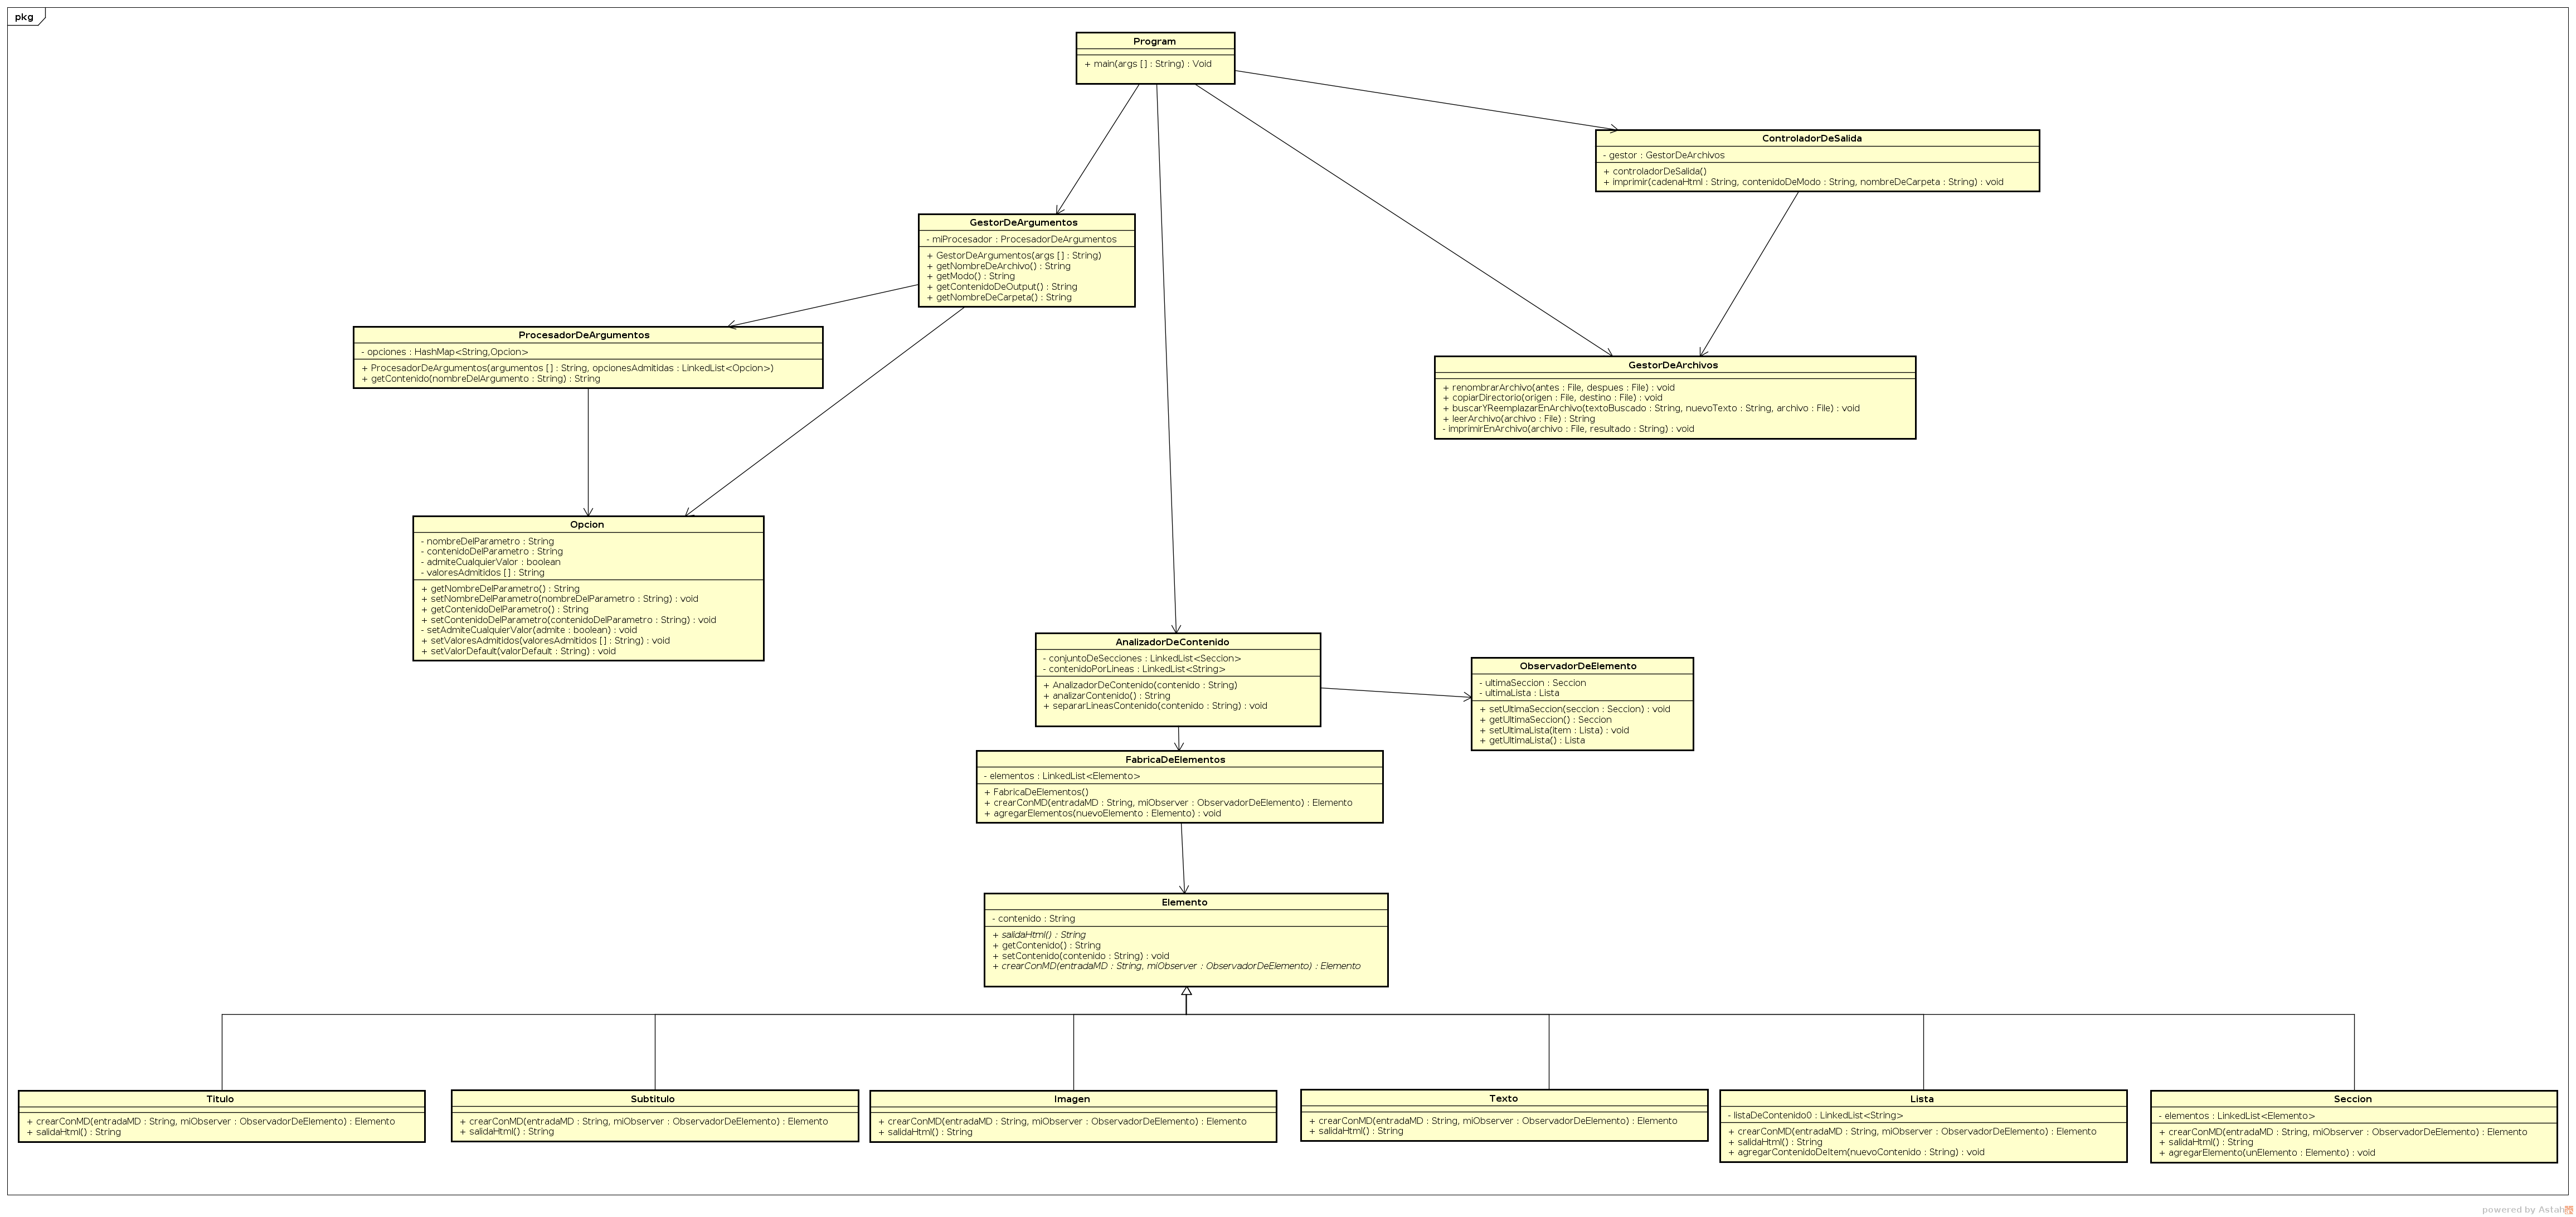 pkg
Program
+ main(args [] : String) : Void
ControladorDeSalida
- gestor : GestorDeArchivos
+ controladorDeSalida()
+ imprimir(cadenaHtml : String, contenidoDeModo : String, nombreDeCarpeta : String) : void
GestorDeArgumentos
- miProcesador : ProcesadorDeArgumentos
+ GestorDeArgumentos(args [] : String)
+ getNombreDeArchivo() : String
+ getModo() : String
+ getContenidoDeOutput() : String
+ getNombreDeCarpeta() : String
ProcesadorDeArgumentos
- opciones : HashMap<String,Opcion>
+ ProcesadorDeArgumentos(argumentos [] : String, opcionesAdmitidas : LinkedList<Opcion>)
+ getContenido(nombreDelArgumento : String) : String
GestorDeArchivos
+ renombrarArchivo(antes : File, despues : File) : void
+ copiarDirectorio(origen : File, destino : File) : void
+ buscarYReemplazarEnArchivo(textoBuscado : String, nuevoTexto : String, archivo : File) : void
+ leerArchivo(archivo : File) : String
- imprimirEnArchivo(archivo : File, resultado : String) : void
Opcion
- nombreDelParametro : String
- contenidoDelParametro : String
- admiteCualquierValor : boolean
- valoresAdmitidos [] : String
+ getNombreDelParametro() : String
+ setNombreDelParametro(nombreDelParametro : String) : void
+ getContenidoDelParametro() : String
+ setContenidoDelParametro(contenidoDelParametro : String) : void
- setAdmiteCualquierValor(admite : boolean) : void
+ setValoresAdmitidos(valoresAdmitidos [] : String) : void
+ setValorDefault(valorDefault : String) : void
AnalizadorDeContenido
- conjuntoDeSecciones : LinkedList<Seccion>
- contenidoPorLineas : LinkedList<String>
+ AnalizadorDeContenido(contenido : String)
+ analizarContenido() : String
+ separarLineasContenido(contenido : String) : void
ObservadorDeElemento
- ultimaSeccion : Seccion
- ultimaLista : Lista
+ setUltimaSeccion(seccion : Seccion) : void
+ getUltimaSeccion() : Seccion
+ setUltimaLista(item : Lista) : void
+ getUltimaLista() : Lista
FabricaDeElementos
- elementos : LinkedList<Elemento>
+ FabricaDeElementos()
+ crearConMD(entradaMD : String, miObserver : ObservadorDeElemento) : Elemento
+ agregarElementos(nuevoElemento : Elemento) : void
Elemento
- contenido : String
+ salidaHtml() : String
+ getContenido() : String
+ setContenido(contenido : String) : void
+ crearConMD(entradaMD : String, miObserver : ObservadorDeElemento) : Elemento
Titulo
+ crearConMD(entradaMD : String, miObserver : ObservadorDeElemento) : Elemento
+ salidaHtml() : String
Subtitulo
+ crearConMD(entradaMD : String, miObserver : ObservadorDeElemento) : Elemento
+ salidaHtml() : String
Imagen
+ crearConMD(entradaMD : String, miObserver : ObservadorDeElemento) : Elemento
+ salidaHtml() : String
Texto
+ crearConMD(entradaMD : String, miObserver : ObservadorDeElemento) : Elemento
+ salidaHtml() : String
Lista
- listaDeContenido0 : LinkedList<String>
+ crearConMD(entradaMD : String, miObserver : ObservadorDeElemento) : Elemento
+ salidaHtml() : String
+ agregarContenidoDeItem(nuevoContenido : String) : void
Seccion
- elementos : LinkedList<Elemento>
+ crearConMD(entradaMD : String, miObserver : ObservadorDeElemento) : Elemento
+ salidaHtml() : String
+ agregarElemento(unElemento : Elemento) : void
powered by Astah